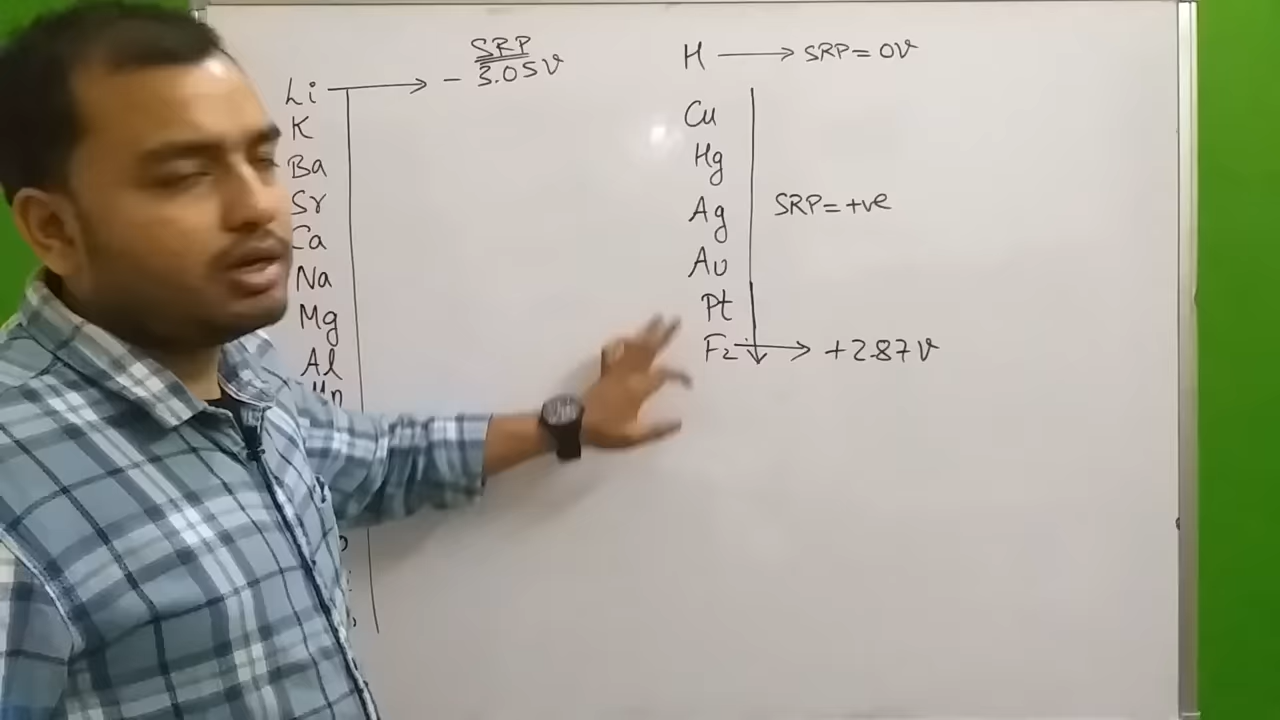 SRP
Li → - 3.05V
K
Ba
Sr
Ca
Na
Mg
Al
Mn
H → SRP = 0V
Cu
Hg
Ag
SRP = +ve
Au
Pt
F2 → +2.87V